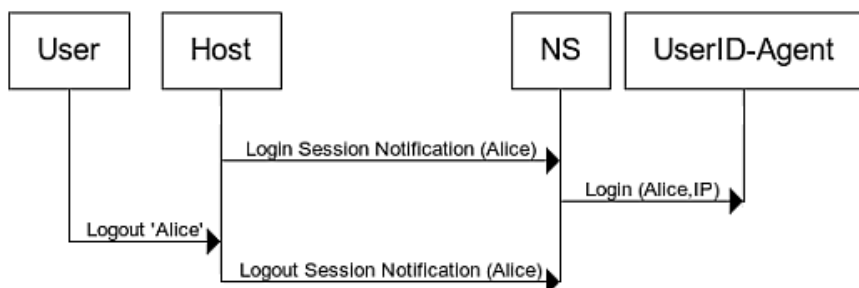 User
Host
NS
UserID-Agent
Login Session Notification (Alice)
Login (Alice,IP)
Logout 'Alice'
Logout Session Notification (Alice)